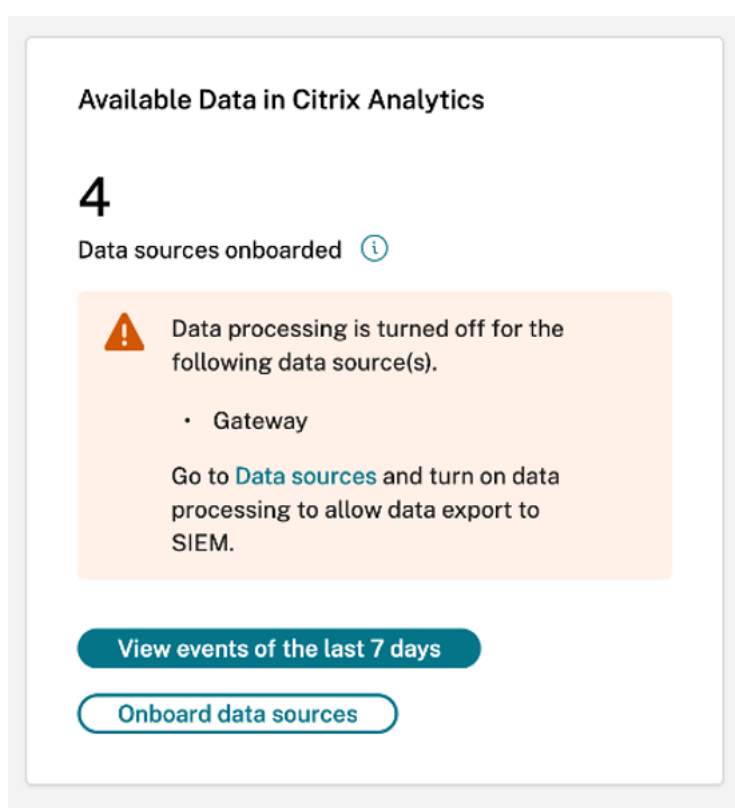 Available Data in Citrix Analytics
4
Data sources onboarded
Data processing is turned off for the
following data source(s).
• Gateway
Go to Data sources and turn on data
processing to allow data export to
SIEM.
View events of the last 7 days
Onboard data sources